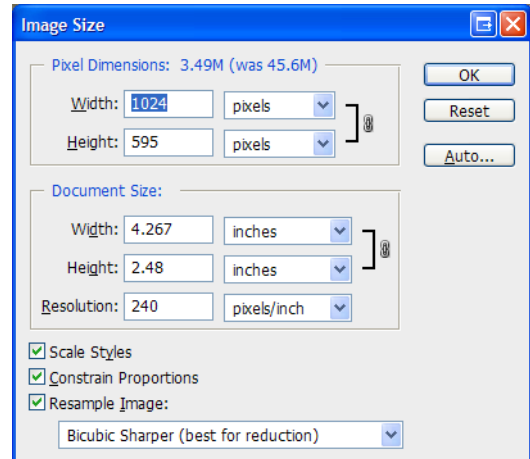 Image Size
Pixel Dimensions: 3.49M (was 45.6M)
OK
Width: 1024 pixels
Reset
Height: 595 pixels
Auto...
Document Size:
Width: 4.267 inches
Height: 2.48 inches
Resolution: 240 pixels/inch
Scale Styles
Constrain Proportions
Resample Image:
Bicubic Sharper (best for reduction)